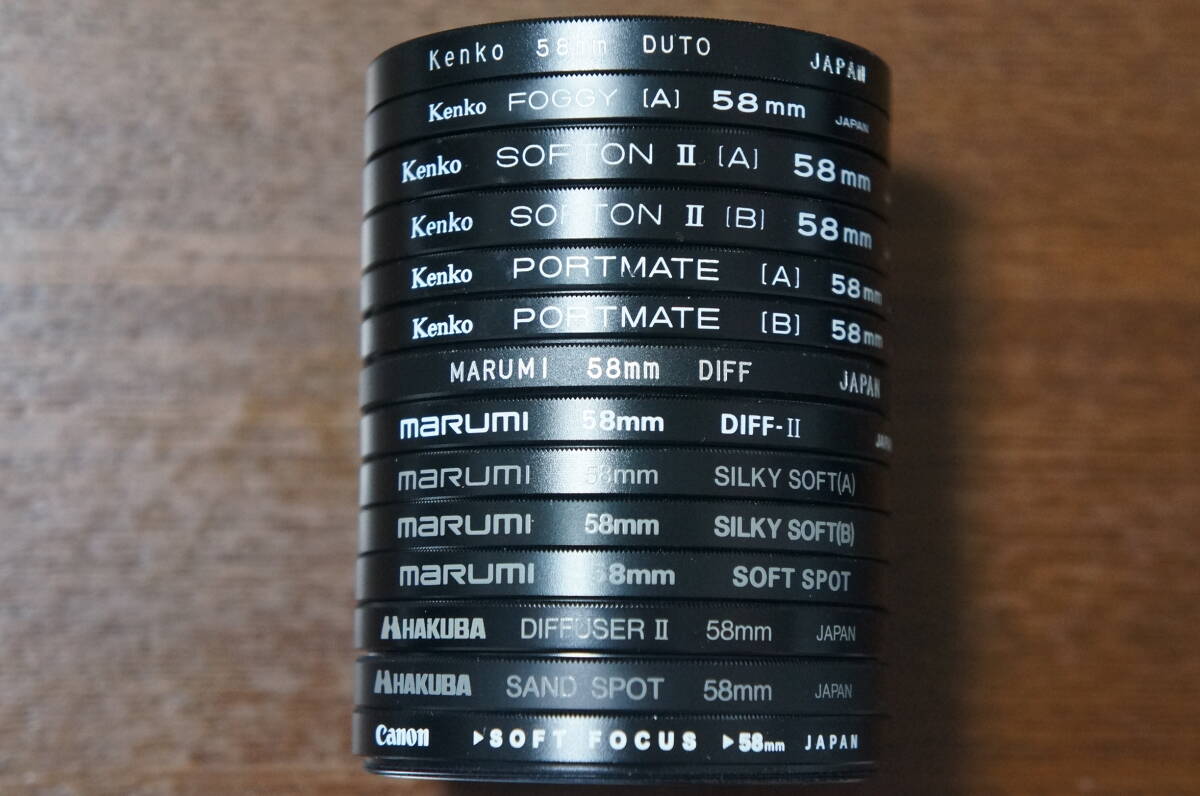 Kenko 58mm DUTO JAPAN
Kenko FOGGY [A] 58mm JAPAN
Kenko SOFTON II [A] 58mm
Kenko SOFTON II [B] 58mm
Kenko PORTMATE [A] 58mm
Kenko PORTMATE [B] 58mm
MARUMI 58mm DIFF JAPAN
marumi 58mm DIFF-II JAPAN
marumi 58mm SILKY SOFT(A)
marumi 58mm SILKY SOFT(B)
marumi 58mm SOFT SPOT
HAKUBA DIFFUSER II 58mm JAPAN
HAKUBA SAND SPOT 58mm JAPAN
Canon ▶SOFT FOCUS ▶58mm JAPAN